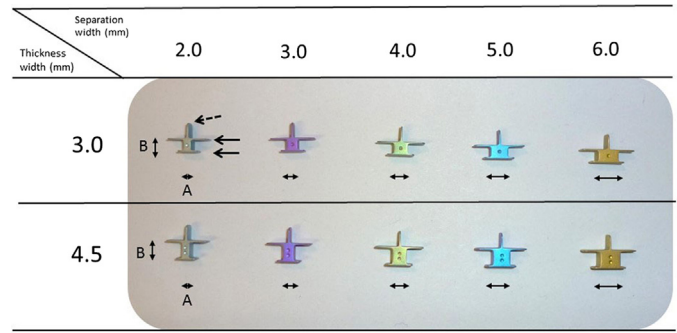 Separation
width (mm)
Thickness
width (mm)
2.0
3.0
4.0
5.0
6.0
3.0
B
A
4.5
B
A